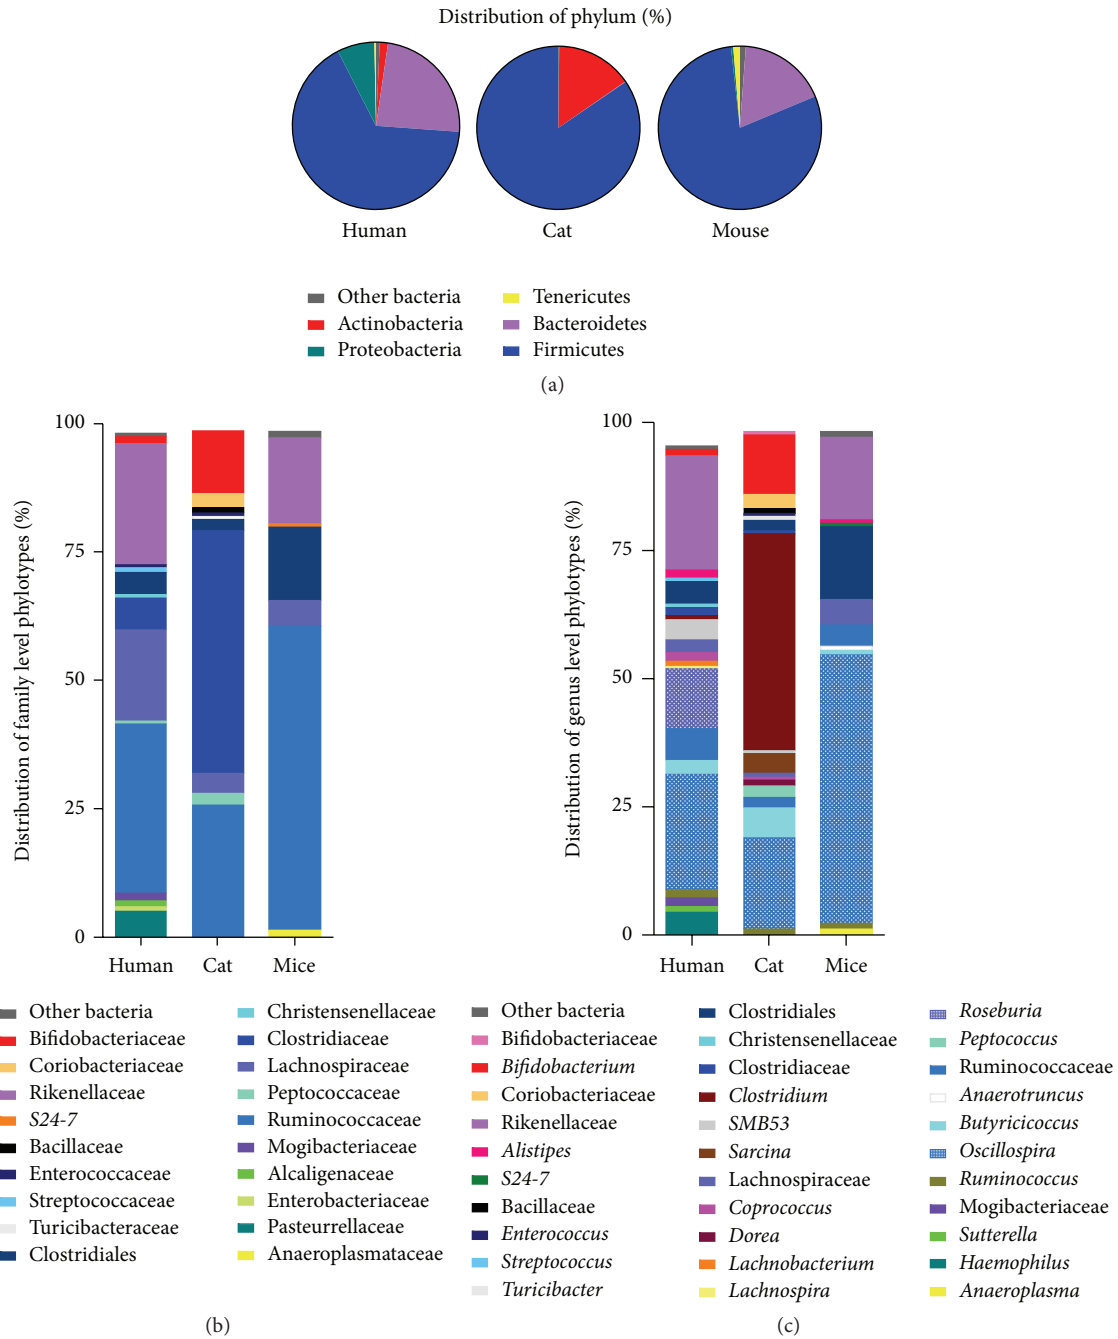 Distribution of phylum (%)
Human
Cat
Mouse
Other bacteria
Actinobacteria
Proteobacteria
Tenericutes
Bacteroidetes
Firmicutes
(a)
Distribution of family level phylotypes (%)
100
75
50
25
0
Human
Cat
Mice
Other bacteria
Bifidobacteriaceae
Coriobacteriaceae
Rikenellaceae
S24-7
Bacillaceae
Enterococcaceae
Streptococcaceae
Turicibacteraceae
Clostridiales
Christensenellaceae
Clostridiaceae
Lachnospiraceae
Peptococcaceae
Ruminococcaceae
Mogibacteriaceae
Alcaligenaceae
Enterobacteriaceae
Pasteurrellaceae
Anaeroplasmataceae
(b)
Distribution of genus level phylotypes (%)
100
75
50
25
0
Human
Cat
Mice
Other bacteria
Bifidobacteriaceae
Bifidobacterium
Coriobacteriaceae
Rikenellaceae
Alistipes
S24-7
Bacillaceae
Enterococcus
Streptococcus
Turicibacter
Clostridiales
Christensenellaceae
Clostridiaceae
Clostridium
SMB53
Sarcina
Lachnospiraceae
Coprococcus
Dorea
Lachnobacterium
Lachnospira
Roseburia
Peptococcus
Ruminococcaceae
Anaerotruncus
Butyricicoccus
Oscillospira
Ruminococcus
Mogibacteriaceae
Sutterella
Haemophilus
Anaeroplasma
(c)